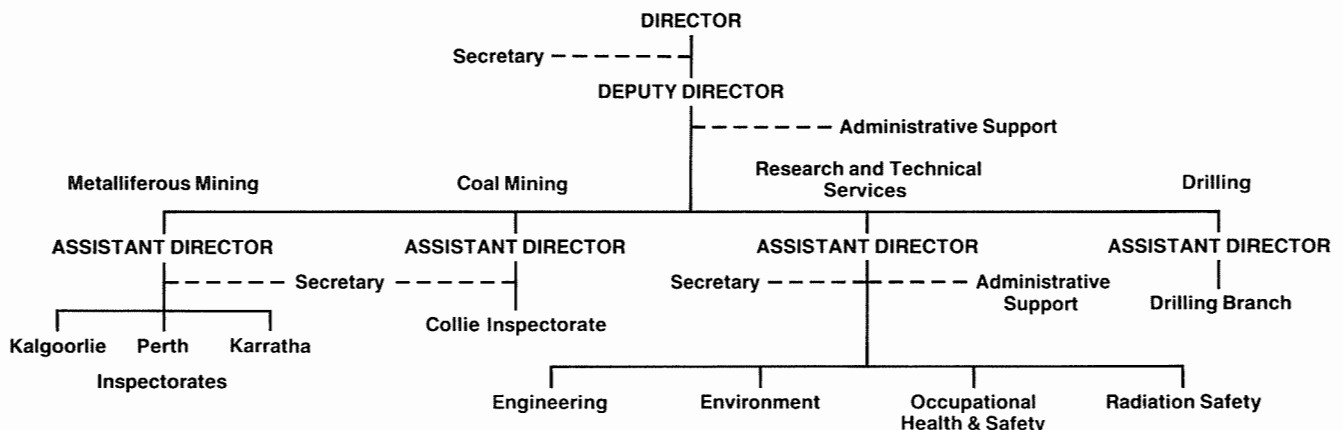 DIRECTOR
Secretary
DEPUTY DIRECTOR
Administrative Support
Metalliferous Mining
Coal Mining
Research and Technical
Services
Drilling
ASSISTANT DIRECTOR
ASSISTANT DIRECTOR
ASSISTANT DIRECTOR
ASSISTANT DIRECTOR
Secretary
Secretary
Administrative
Support
Drilling Branch
Collie Inspectorate
Kalgoorlie
Perth
Karratha
Inspectorates
Engineering
Environment
Occupational
Health & Safety
Radiation Safety